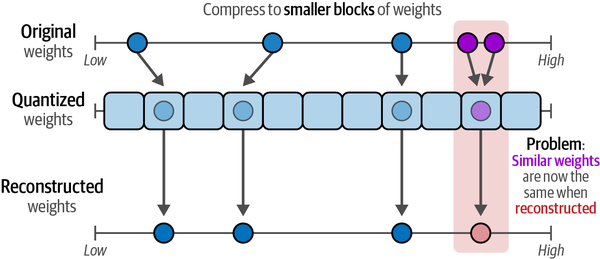 Compress to smaller blocks of weights
Original
weights
Low
High
Quantized
weights
Problem:
Similar weights
are now the
same when
reconstructed
Reconstructed
weights
Low
High